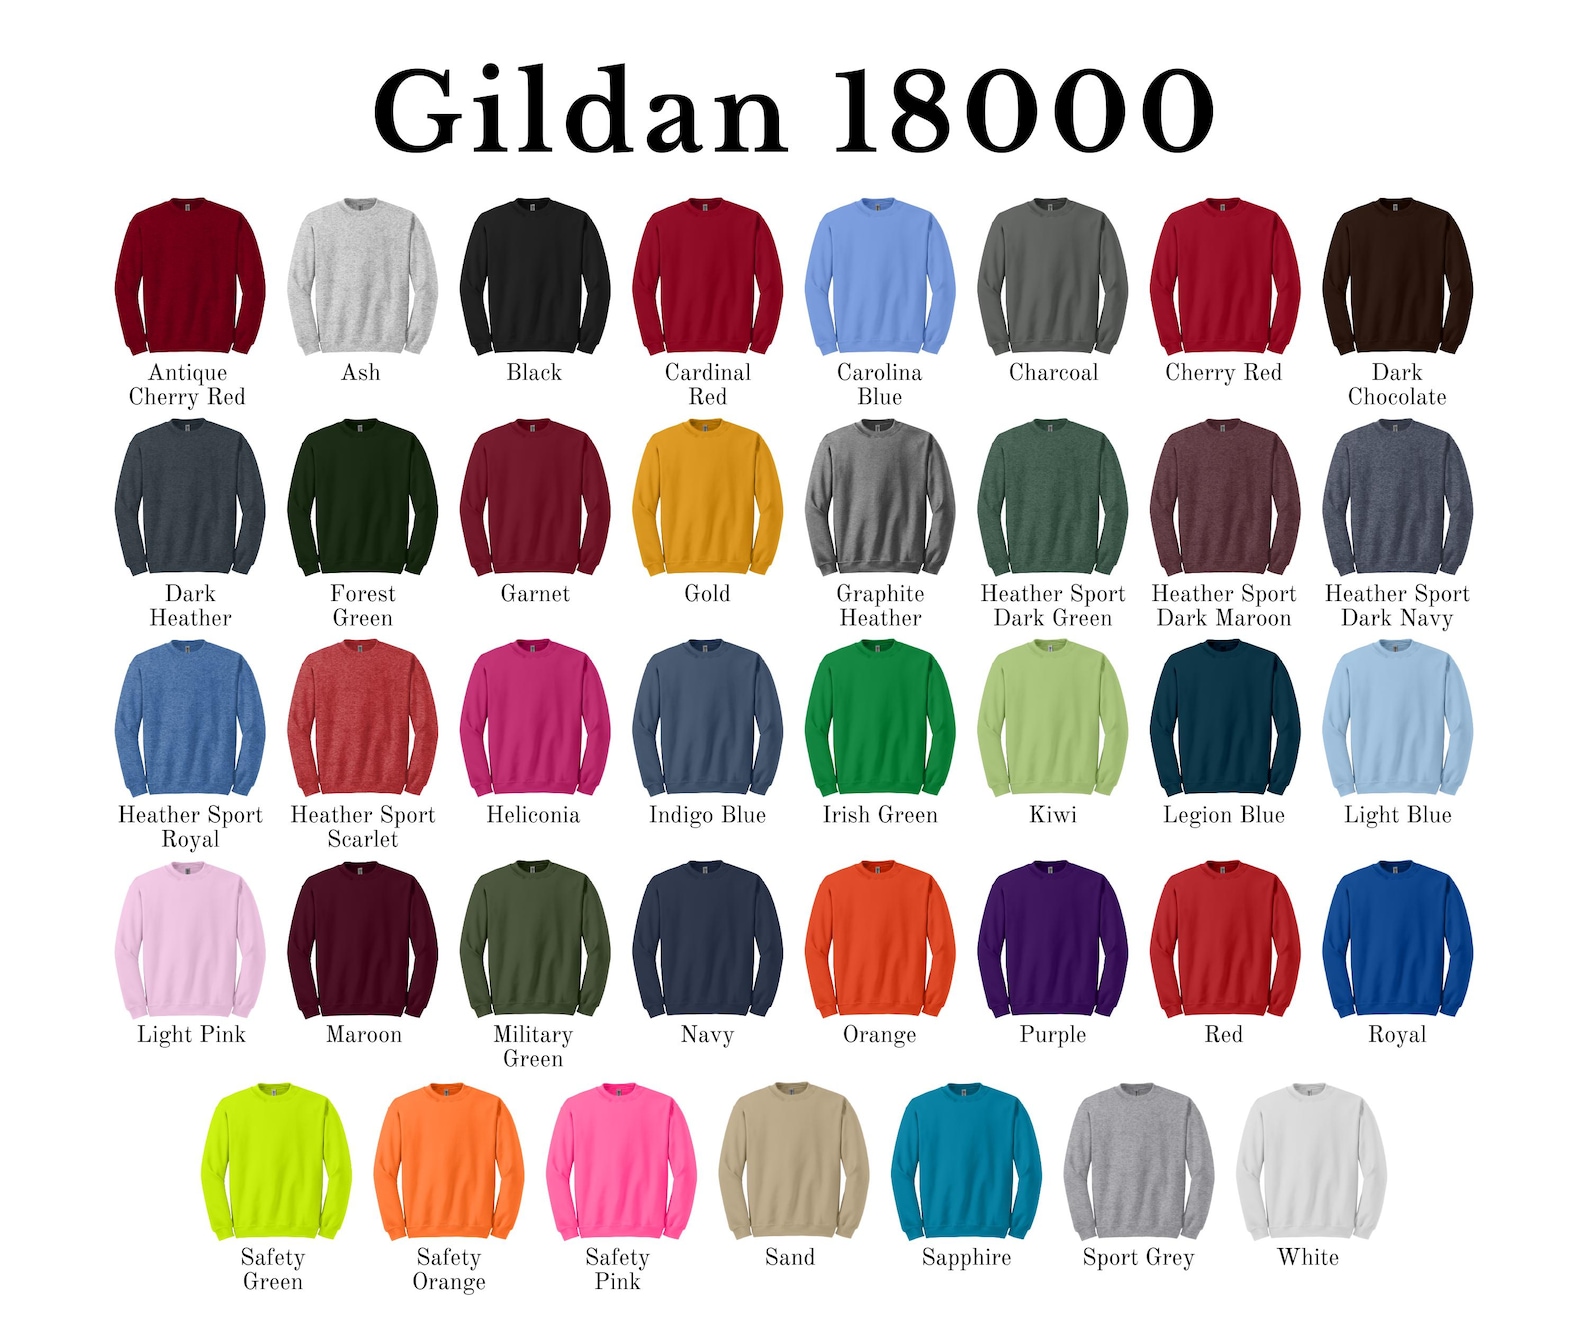 Gildan 18000
Antique
Cherry Red
Ash
Black
Cardinal
Red
Carolina
Blue
Charcoal
Cherry Red
Dark
Chocolate
Dark
Heather
Forest
Green
Garnet
Gold
Graphite
Heather
Heather Sport
Dark Green
Heather Sport
Dark Maroon
Heather Sport
Dark Navy
Heather Sport
Royal
Heather Sport
Scarlet
Heliconia
Indigo Blue
Irish Green
Kiwi
Legion Blue
Light Blue
Light Pink
Maroon
Military
Green
Navy
Orange
Purple
Red
Royal
Safety
Green
Safety
Orange
Safety
Pink
Sand
Sapphire
Sport Grey
White